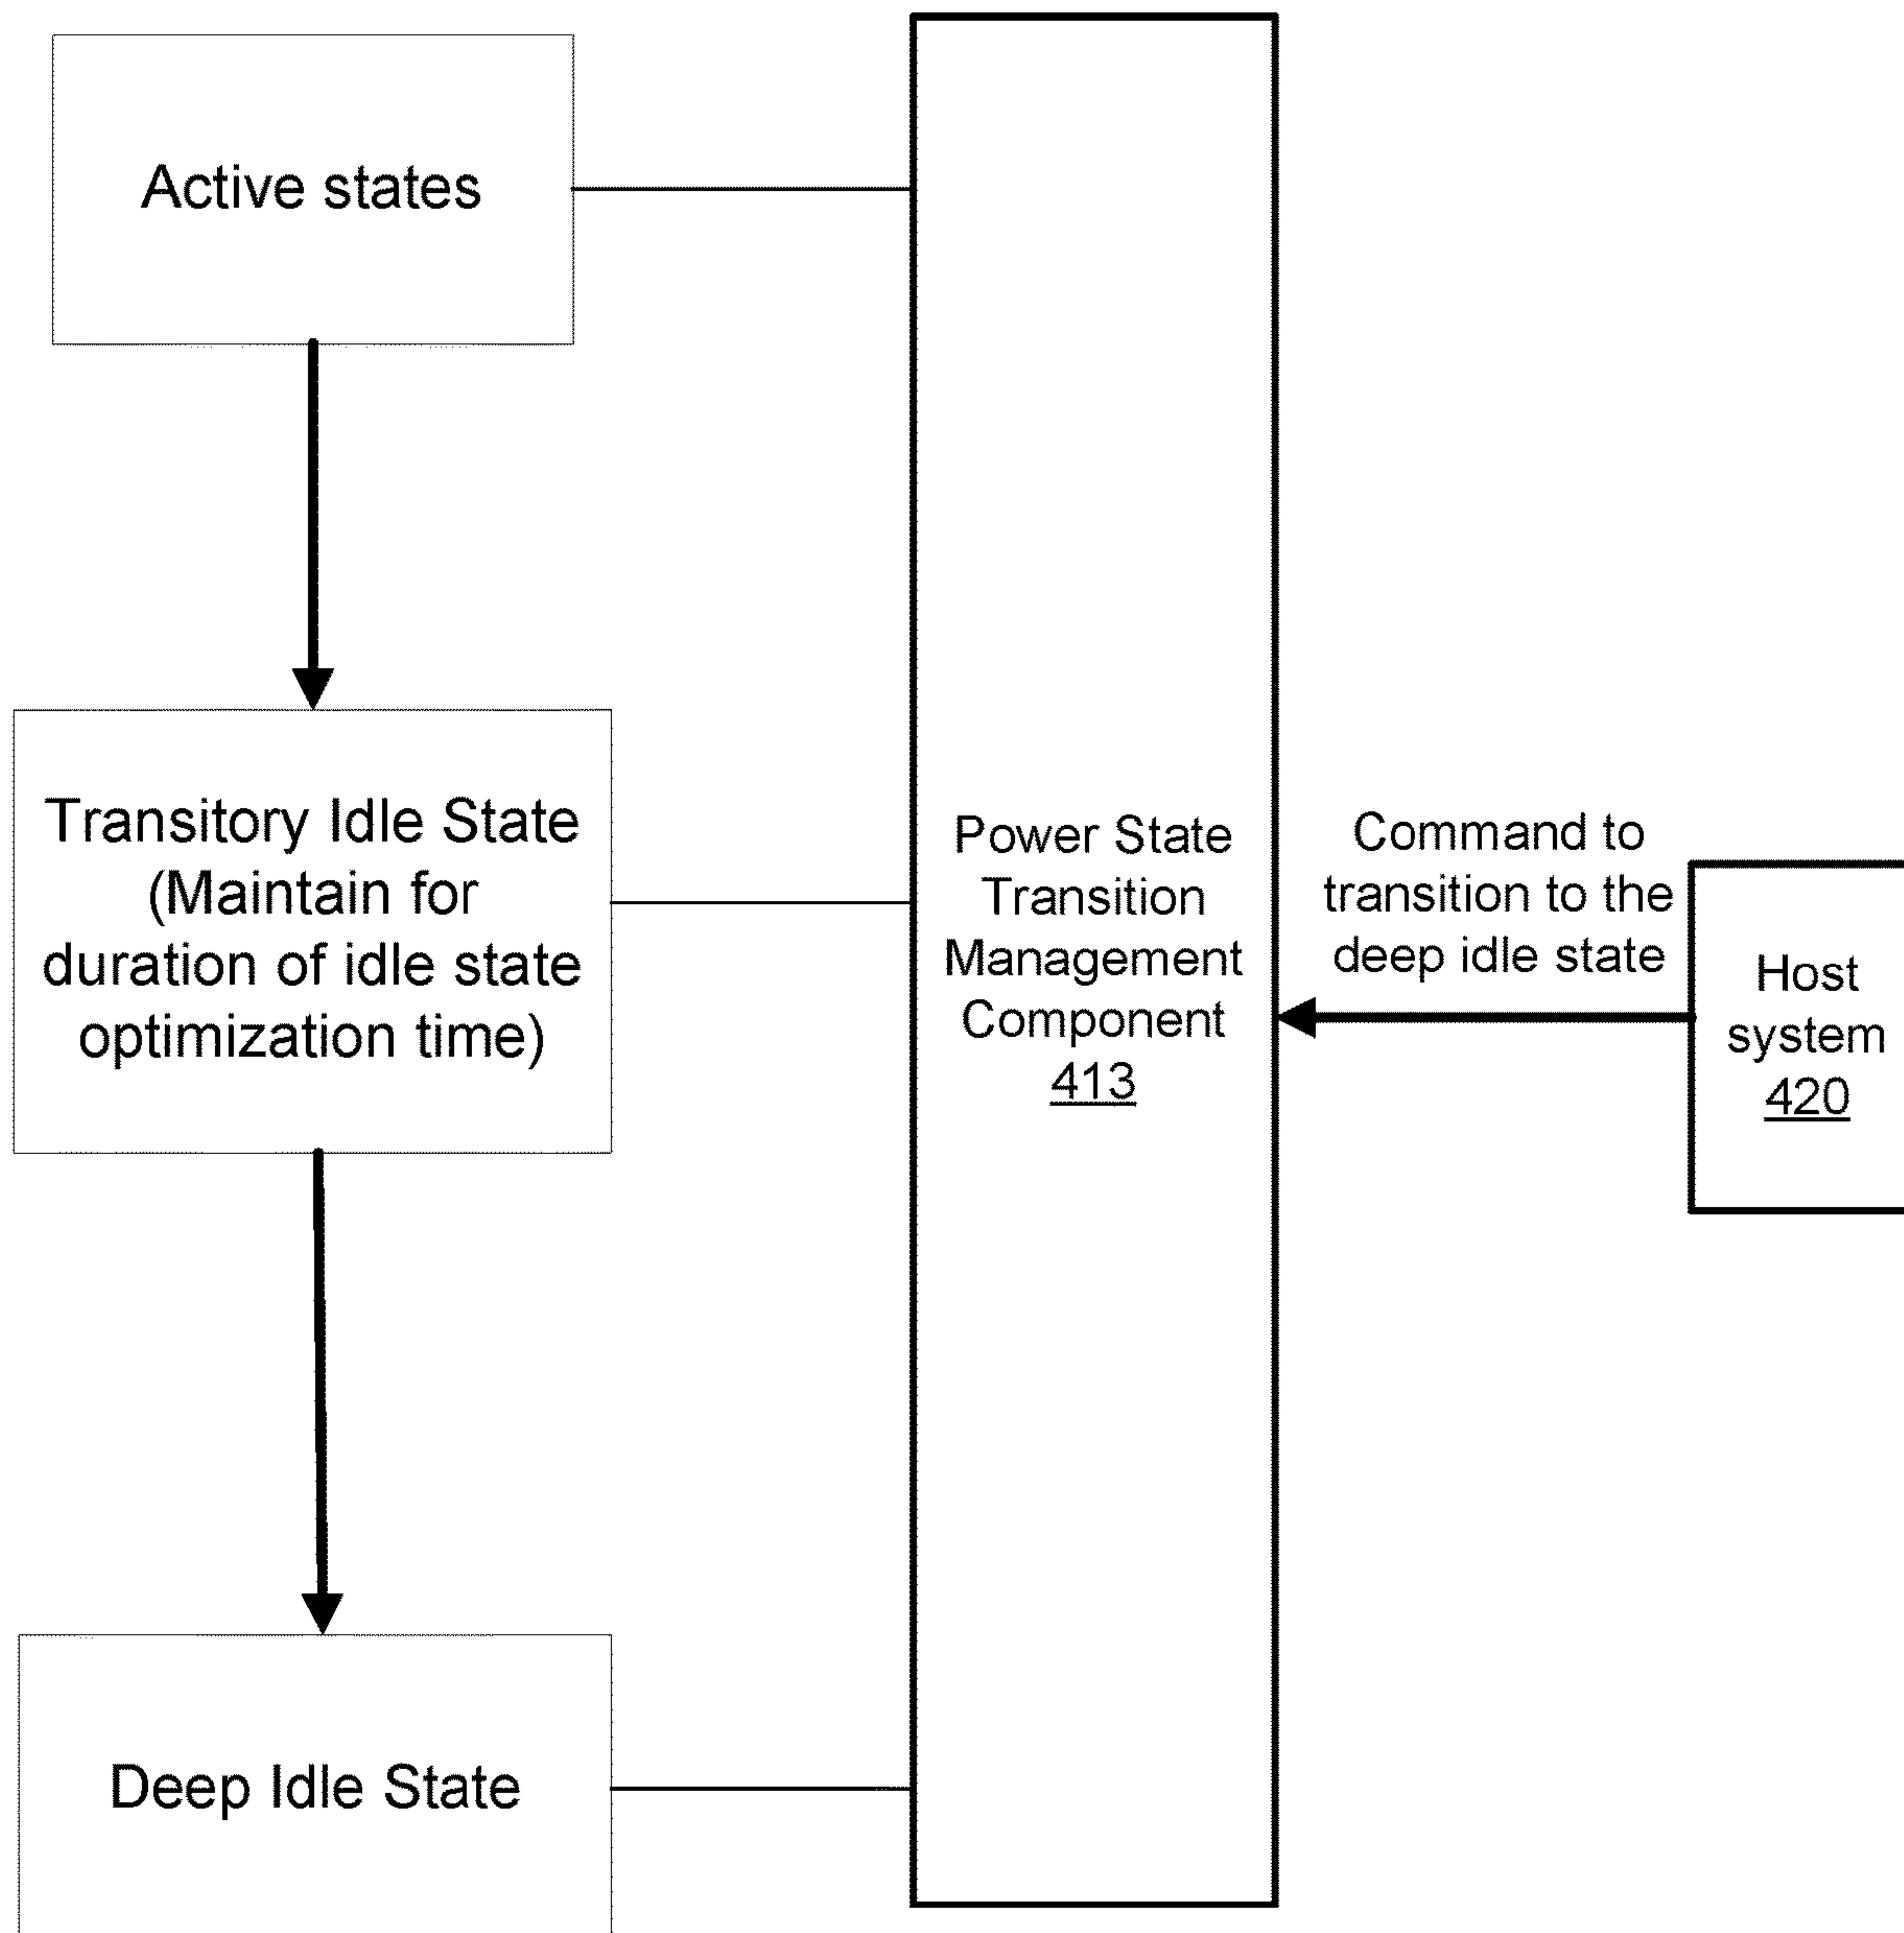 Active states
Transitory Idle State
(Maintain for
duration of idle state
optimization time)
Deep Idle State
Power State
Transition
Management
Component
413
Command to
transition to the
deep idle state
Host
system
420